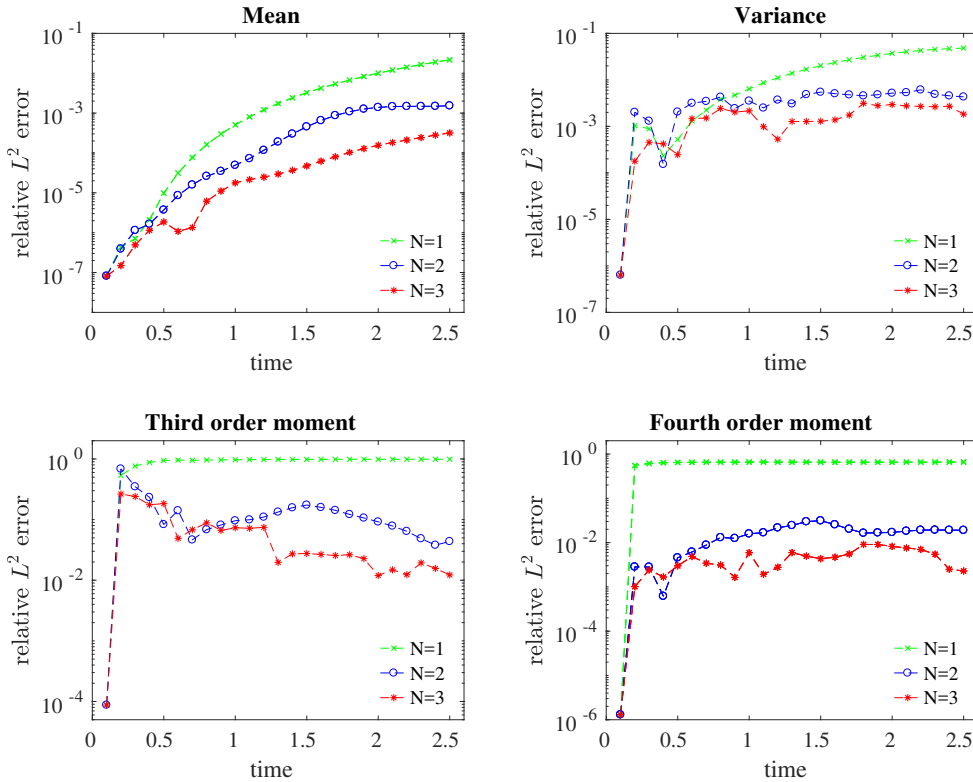 Mean
10^-1
10^-3
10^-5
10^-7
relative L^2 error
N=1
N=2
N=3
0 0.5 1 1.5 2 2.5
time
Variance
10^-1
10^-3
10^-5
10^-7
relative L^2 error
N=1
N=2
N=3
0 0.5 1 1.5 2 2.5
time
Third order moment
10^0
10^-2
10^-4
relative L^2 error
N=1
N=2
N=3
0 0.5 1 1.5 2 2.5
time
Fourth order moment
10^0
10^-2
10^-4
10^-6
relative L^2 error
N=1
N=2
N=3
0 0.5 1 1.5 2 2.5
time